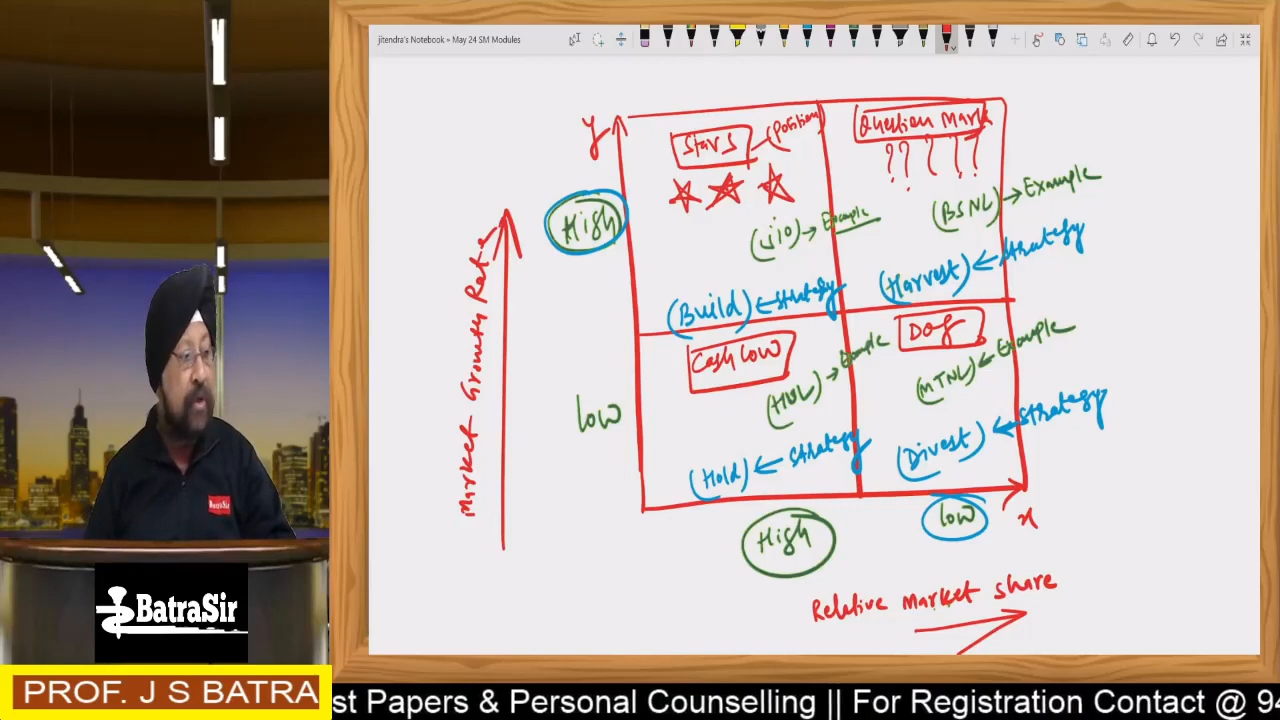 jitendra's Notebook » May 24 SM Modules
y
Stars
(Position)
Question Mark
? ? ? ? ?
High
(Jio) → Example
(BSNL) → Example
(Build) ← Strategy
(Harvest) ← Strategy
Market Growth Rate
Cash low
Dog
(HUL) → Example
(MTNL) ← Example
low
(Hold) ← Strategy
(Divest) ← Strategy
High
low
x
Relative Market share
BatraSir
BatraSir
PROF. J S BATRA
st Papers & Personal Counselling || For Registration Contact @ 94